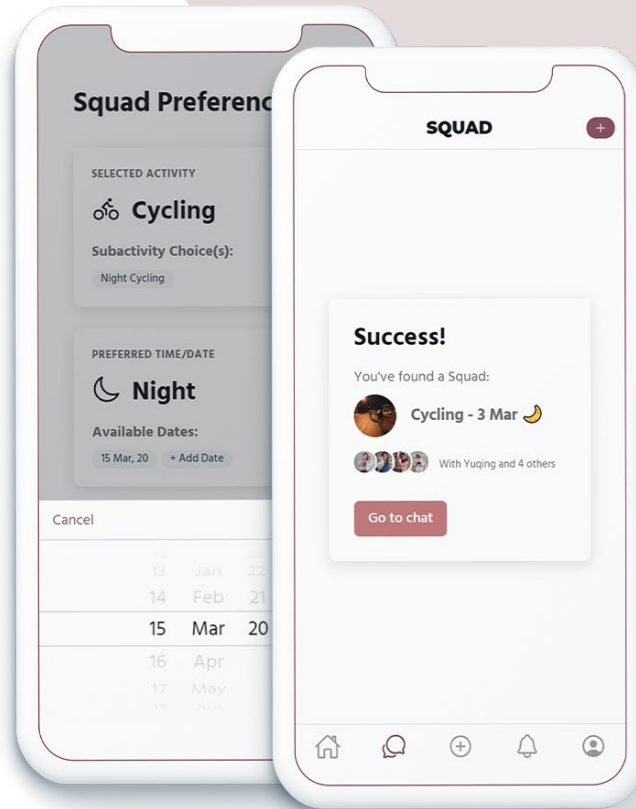 Squad Preferenc
SELECTED ACTIVITY
Cycling
Subactivity Choice(s):
Night Cycling
PREFERRED TIME/DATE
Night
Available Dates:
15 Mar, 20
+ Add Date
Cancel
13 Jan 22
14 Feb 21
15 Mar 20
16 Apr
17 May
SQUAD
+
Success!
You've found a Squad:
Cycling - 3 Mar 🌙
With Yuqing and 4 others
Go to chat